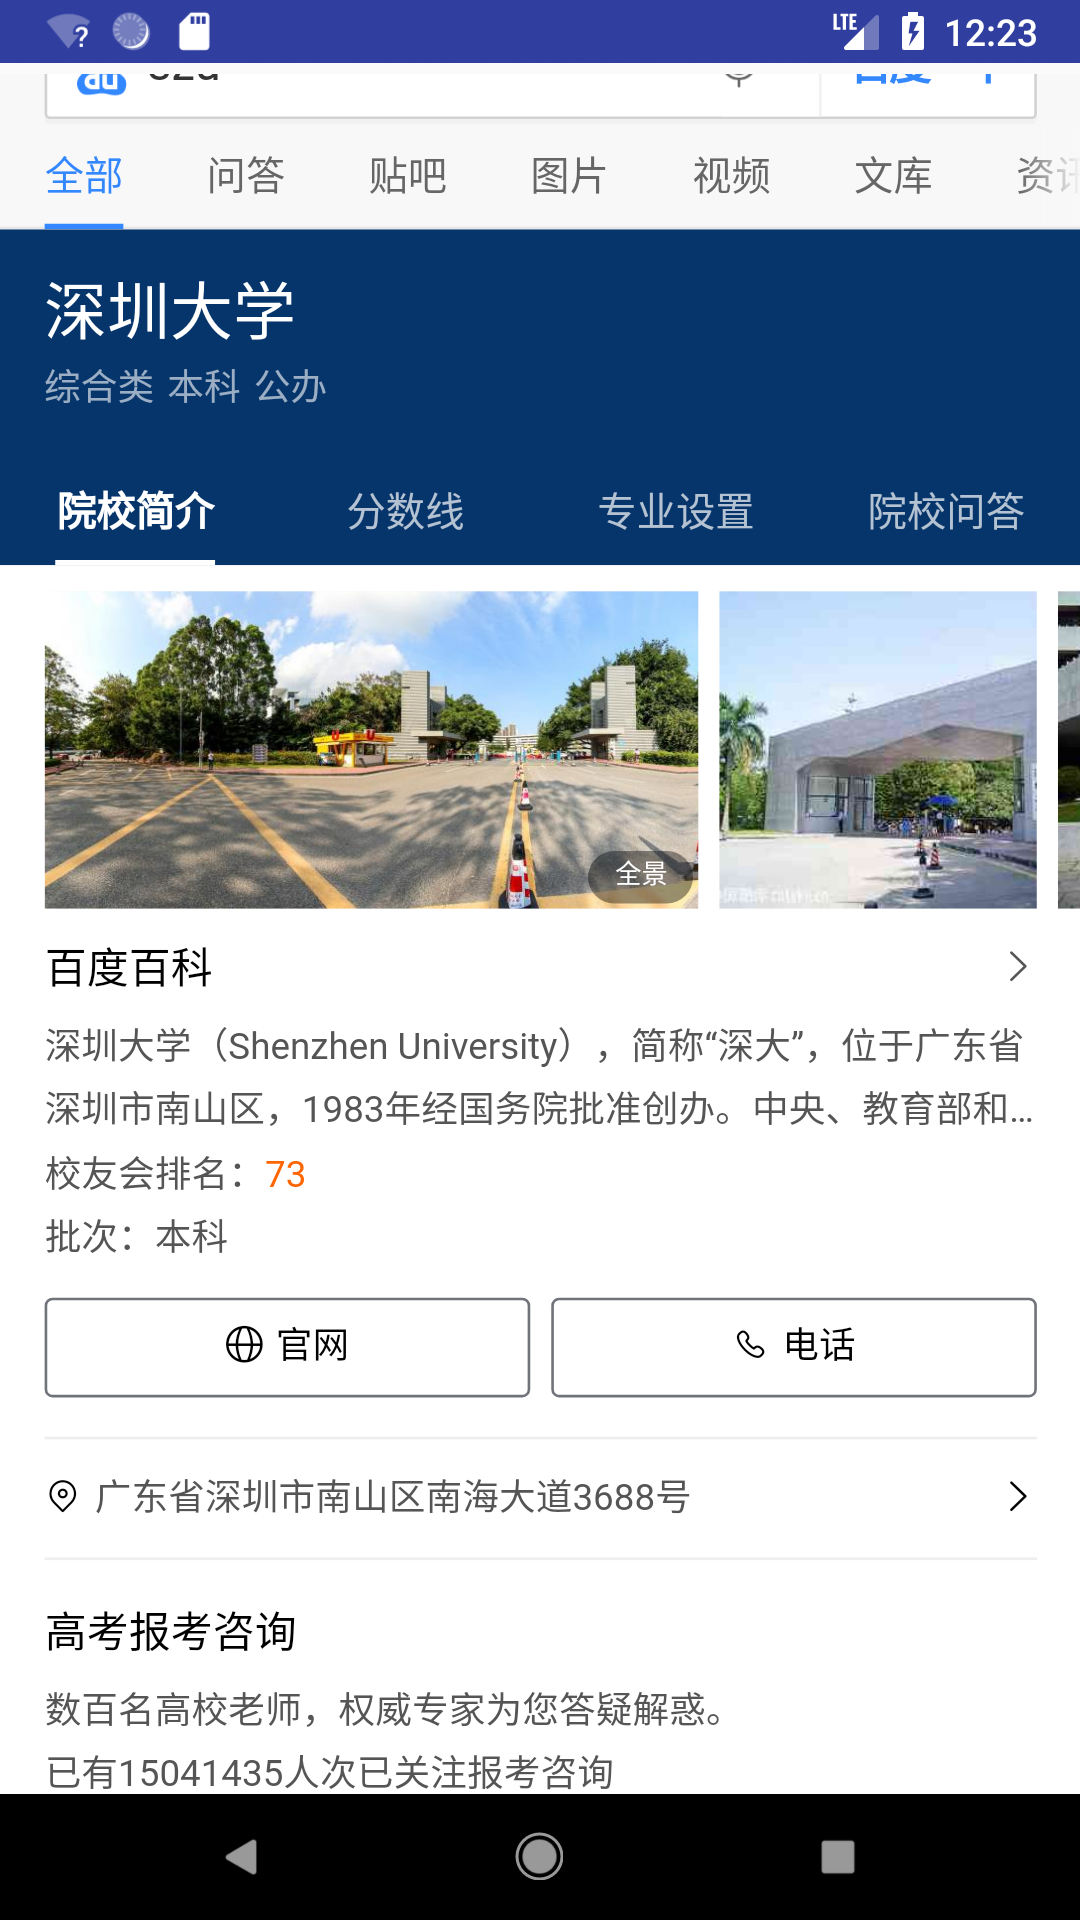 LTE 12:23
全部 问答 贴吧 图片 视频 文库 资讯
深圳大学
综合类 本科 公办
院校简介 分数线 专业设置 院校问答
全景
百度百科
深圳大学（Shenzhen University），简称“深大”，位于广东省
深圳市南山区，1983年经国务院批准创办。中央、教育部和...
校友会排名：73
批次：本科
官网 电话
广东省深圳市南山区南海大道3688号
高考报考咨询
数百名高校老师，权威专家为您答疑解惑。
已有15041435人次已关注报考咨询